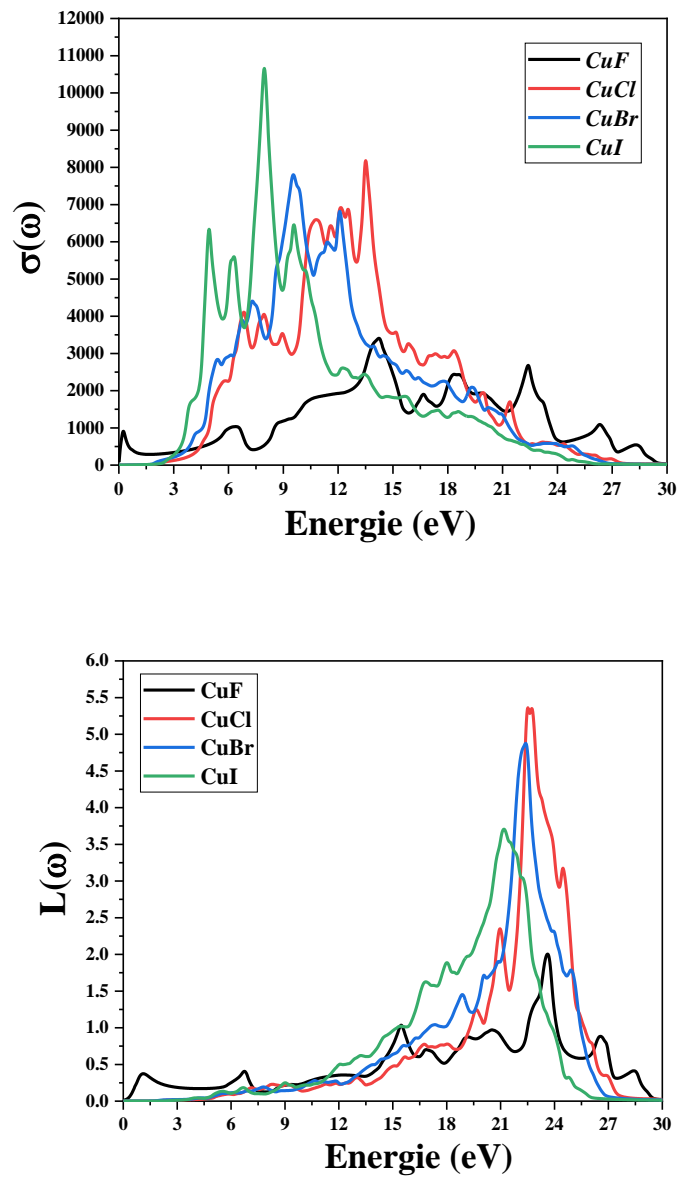 12000
11000
10000
9000
8000
7000
6000
5000
4000
3000
2000
1000
0
σ(ω)
CuF
CuCl
CuBr
CuI
0 3 6 9 12 15 18 21 24 27 30
Energie (eV)
6.0
5.5
5.0
4.5
4.0
3.5
3.0
2.5
2.0
1.5
1.0
0.5
0.0
L(ω)
CuF
CuCl
CuBr
CuI
0 3 6 9 12 15 18 21 24 27 30
Energie (eV)